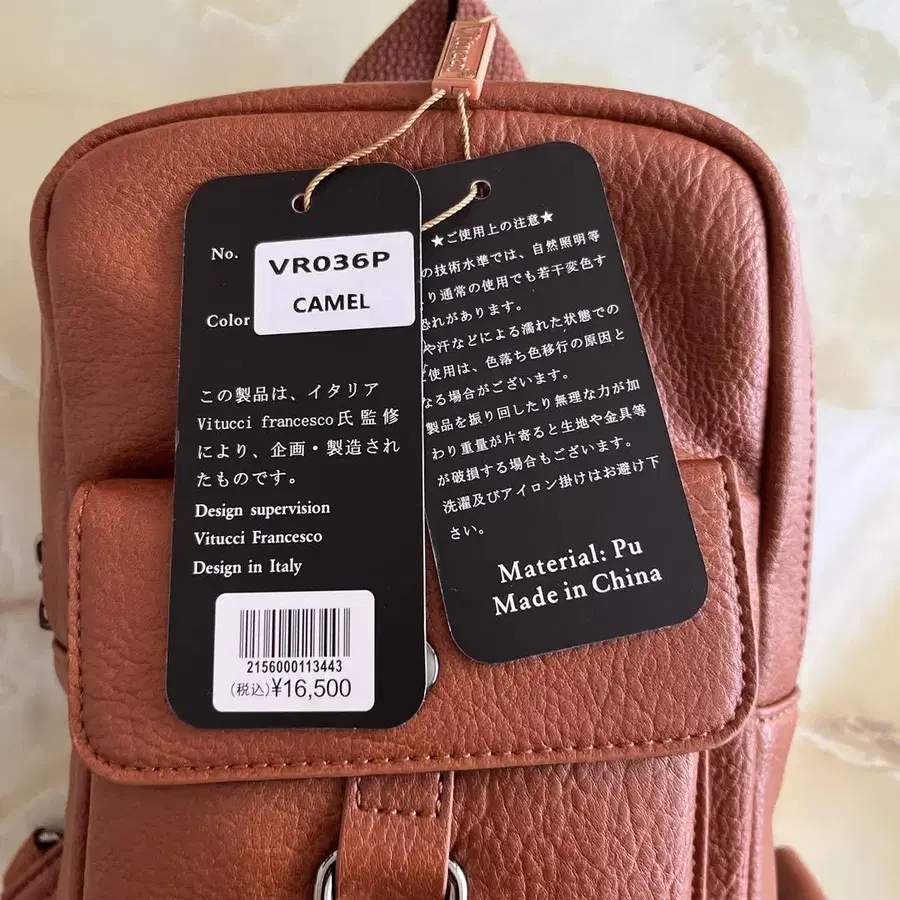 Vitucci
No.
VR036P
Color
CAMEL
この製品は、イタリア
Vitucci francesco氏監修
により、企画・製造され
たものです。
Design supervision
Vitucci Francesco
Design in Italy
2156000113443
(税込)¥16,500
★ご使用上の注意★
の技術水準では、自然照明等
り通常の使用でも若干変色す
恐れがあります。
や汗などによる濡れた状態での
使用は、色落ち色移行の原因と
なる場合がございます。
製品を振り回したり無理な力が加
わり重量が片寄ると生地や金具等
が破損する場合もございます。
洗濯及びアイロン掛けはお避け下
さい。
Material: Pu
Made in China